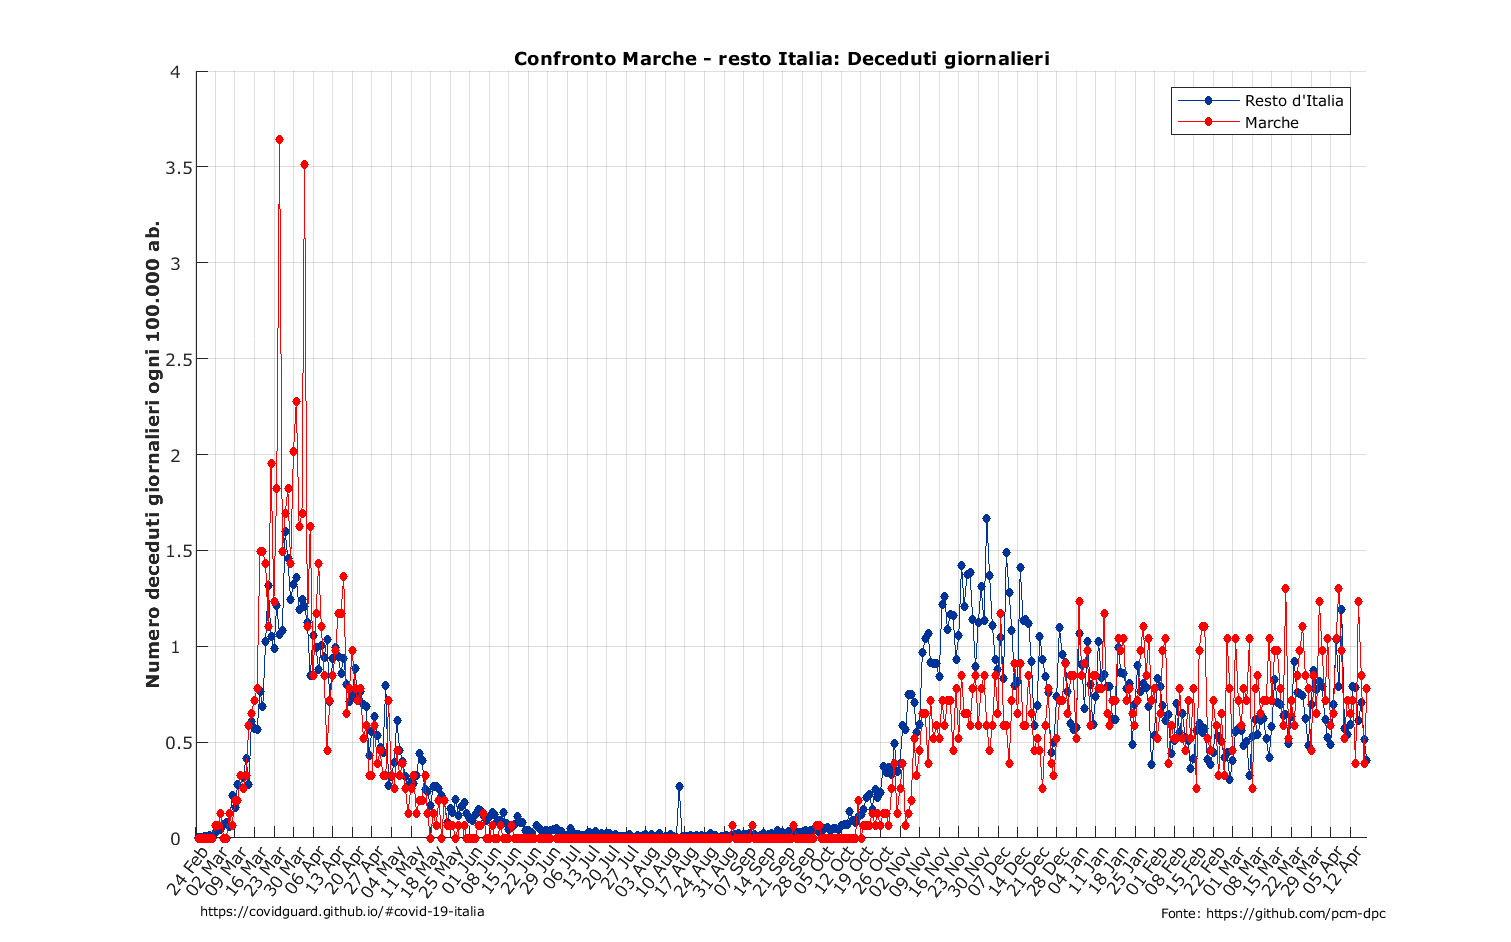 Confronto Marche - resto Italia: Deceduti giornalieri
Resto d'Italia
Marche
Numero deceduti giornalieri ogni 100.000 ab.
4
3.5
3
2.5
2
1.5
1
0.5
0
24 Feb
02 Mar
09 Mar
16 Mar
23 Mar
30 Mar
06 Apr
13 Apr
20 Apr
27 Apr
04 May
11 May
18 May
25 May
01 Jun
08 Jun
15 Jun
22 Jun
29 Jun
06 Jul
13 Jul
20 Jul
27 Jul
03 Aug
10 Aug
17 Aug
24 Aug
31 Aug
07 Sep
14 Sep
21 Sep
28 Sep
05 Oct
12 Oct
19 Oct
26 Oct
02 Nov
09 Nov
16 Nov
23 Nov
30 Nov
07 Dec
14 Dec
21 Dec
28 Dec
04 Jan
11 Jan
18 Jan
25 Jan
01 Feb
08 Feb
15 Feb
22 Feb
01 Mar
08 Mar
15 Mar
22 Mar
29 Mar
05 Apr
12 Apr
https://covidguard.github.io/#covid-19-italia
Fonte: https://github.com/pcm-dpc